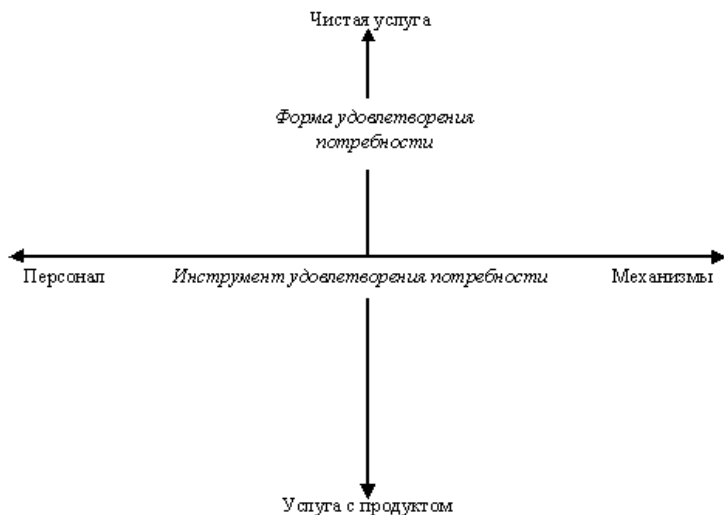 Чистая услуга
Форма удовлетворения
потребности
Персонал
Инструмент удовлетворения потребности
Механизмы
Услуга с продуктом